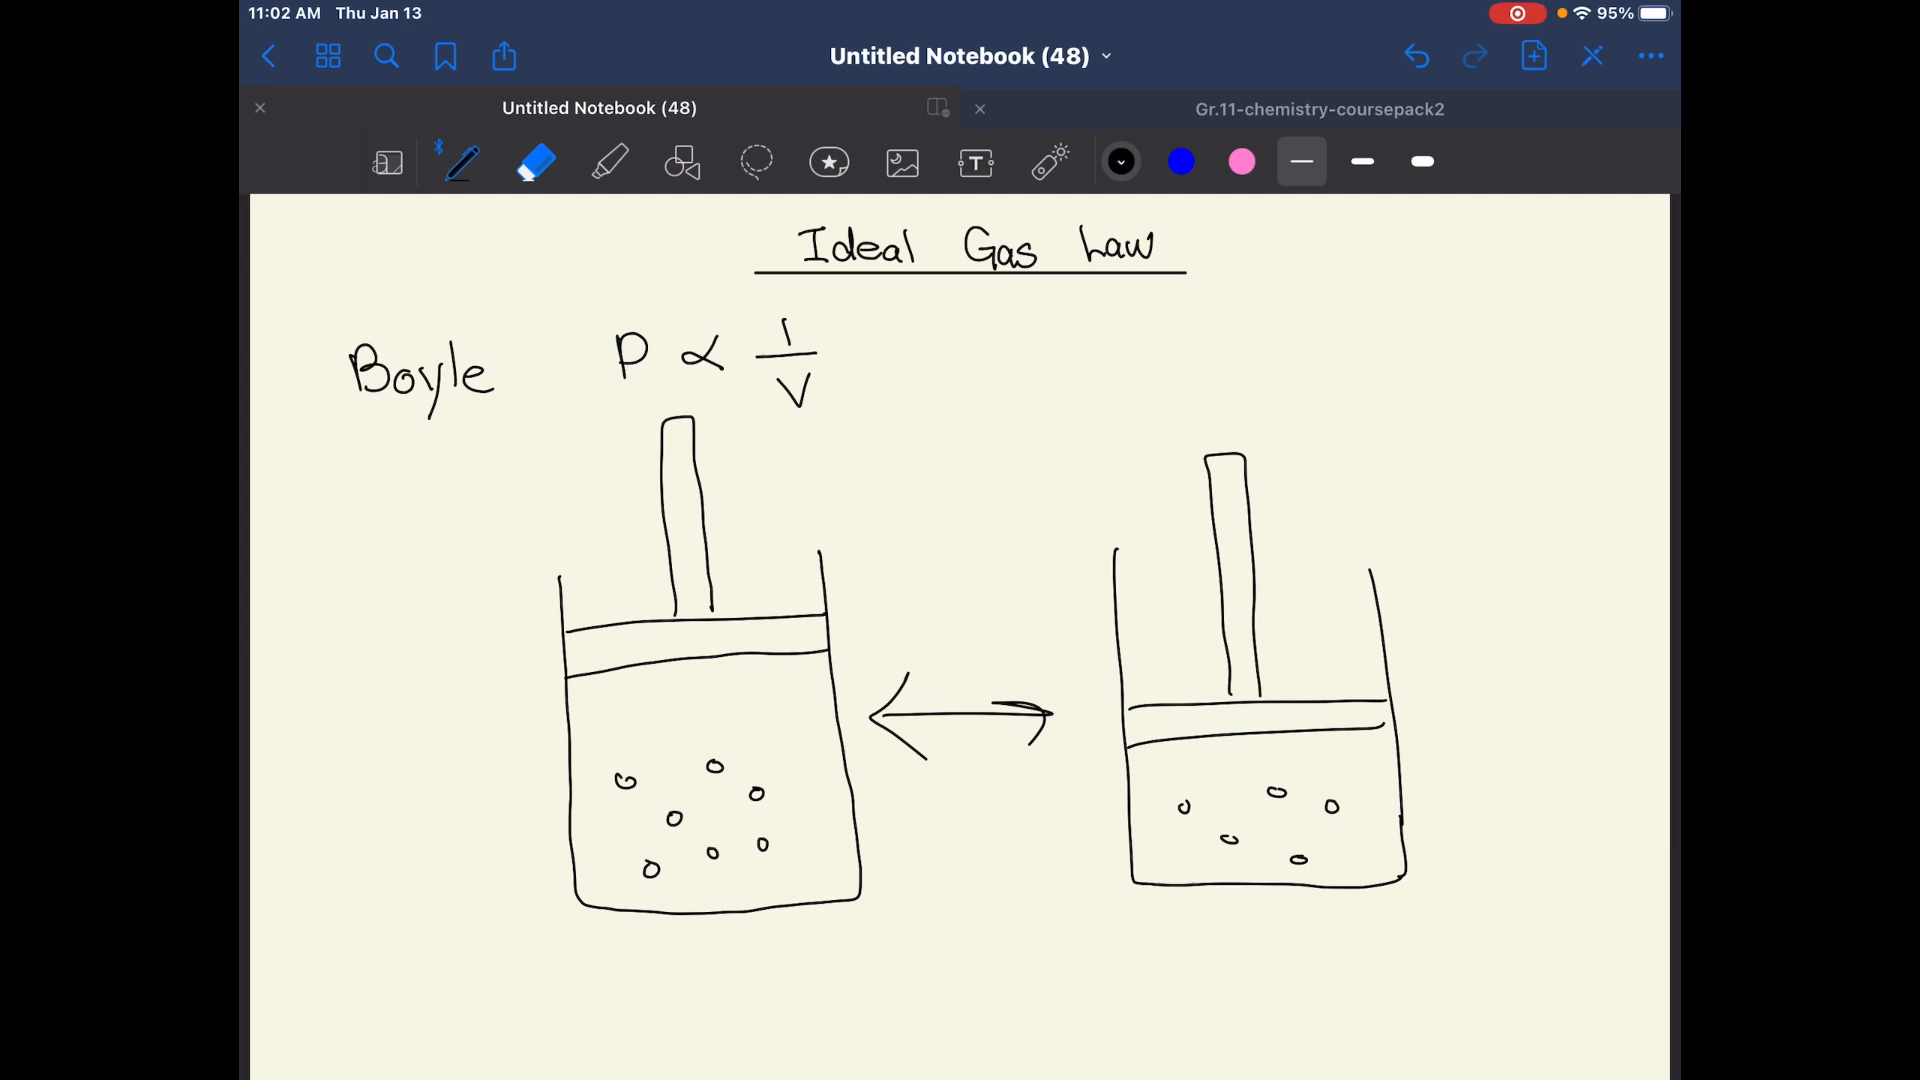 11:02 AM Thu Jan 13
95%
Untitled Notebook (48)
Untitled Notebook (48)
Gr.11-chemistry-coursepack2
T
Ideal Gas Law
Boyle P ∝ 1/V